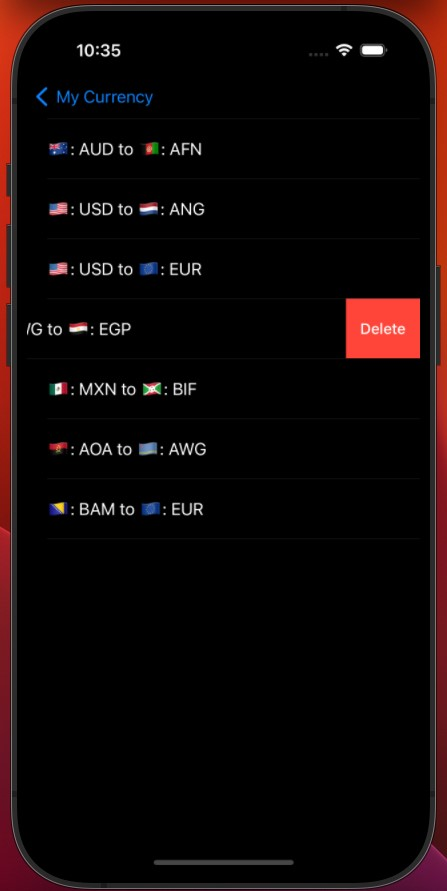 10:35
My Currency
🇦🇺: AUD to 🇦🇫: AFN
🇺🇸: USD to 🇳🇱: ANG
🇺🇸: USD to 🇪🇺: EUR
to 🇪🇬: EGP Delete
🇲🇽: MXN to 🇧🇮: BIF
🇦🇴: AOA to 🇦🇼: AWG
🇧🇦: BAM to 🇪🇺: EUR